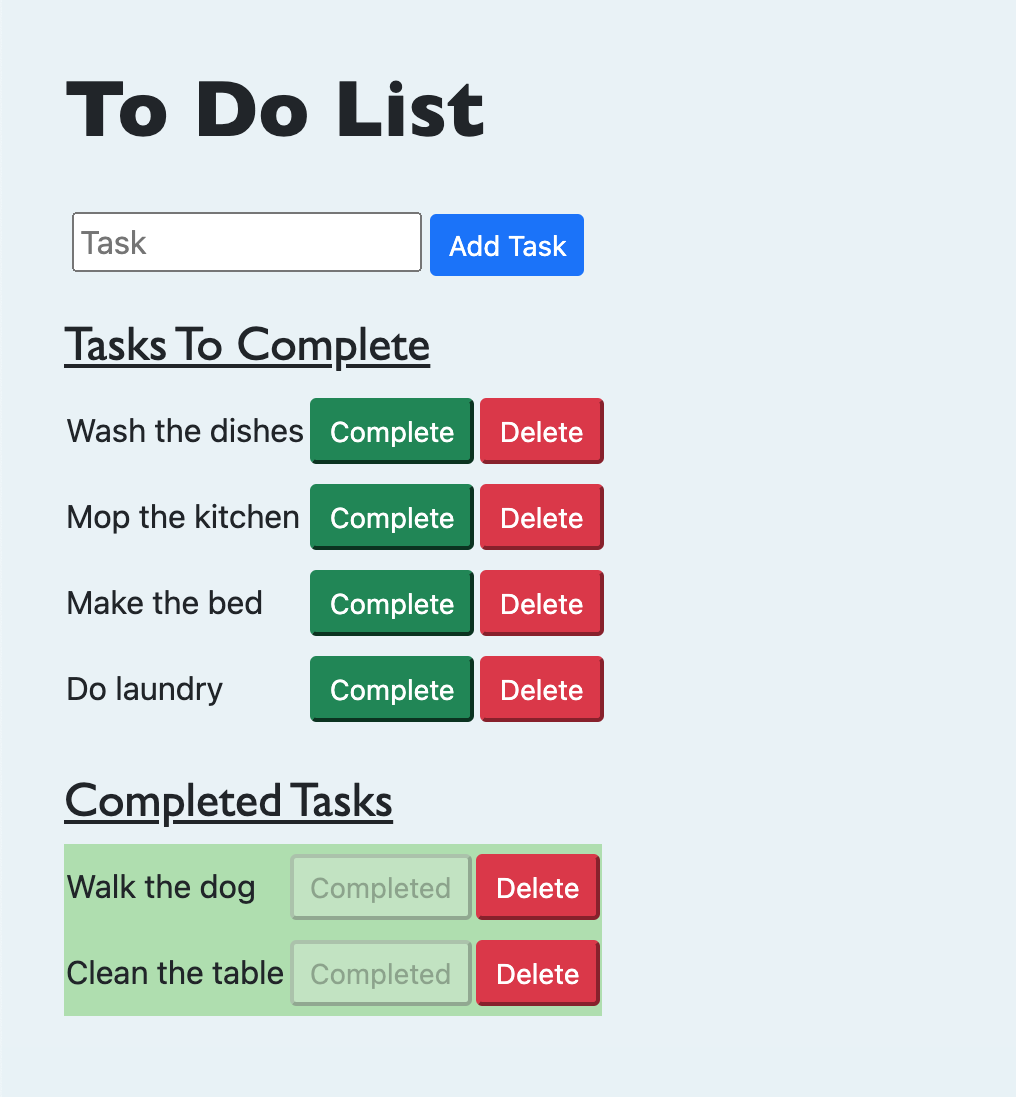 To Do List
Task Add Task
Tasks To Complete
Wash the dishes Complete Delete
Mop the kitchen Complete Delete
Make the bed Complete Delete
Do laundry Complete Delete
Completed Tasks
Walk the dog Completed Delete
Clean the table Completed Delete